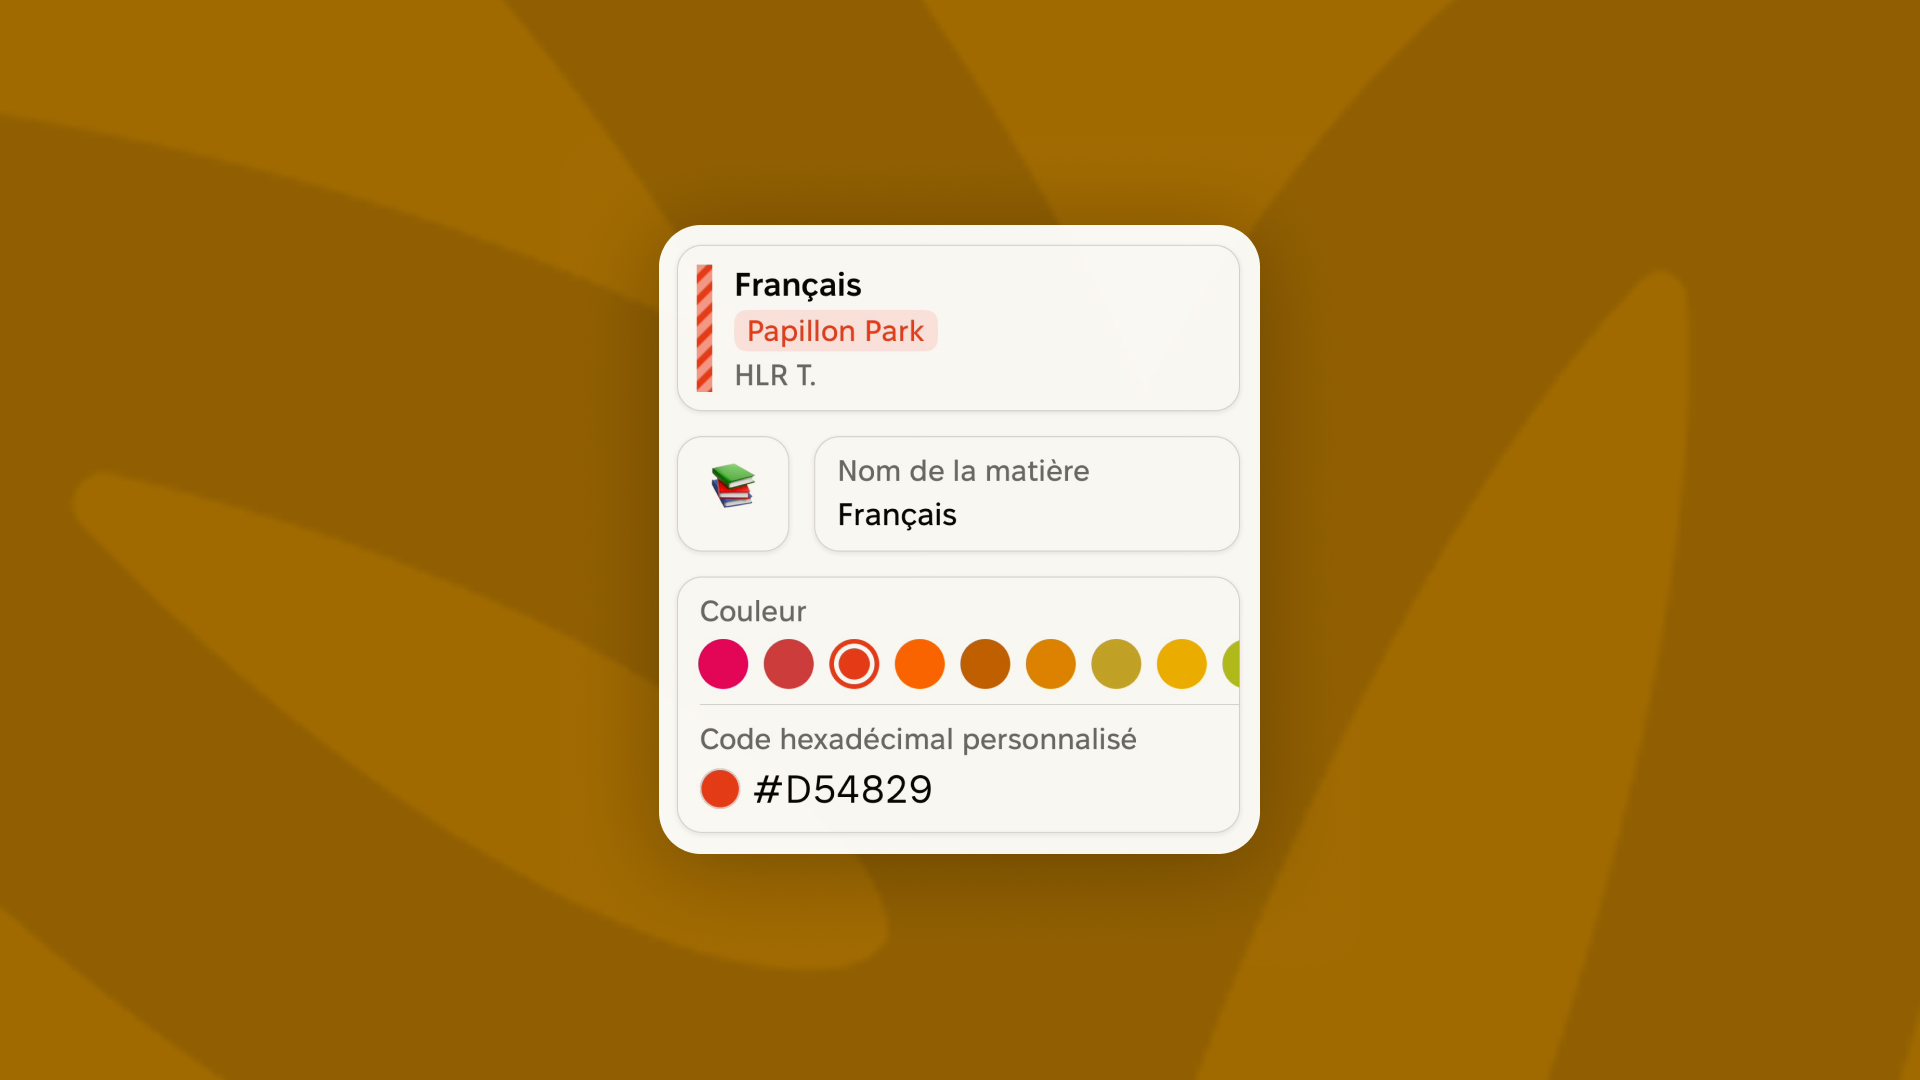 Français
Papillon Park
HLR T.
Nom de la matière
Français
Couleur
Code hexadécimal personnalisé
#D54829